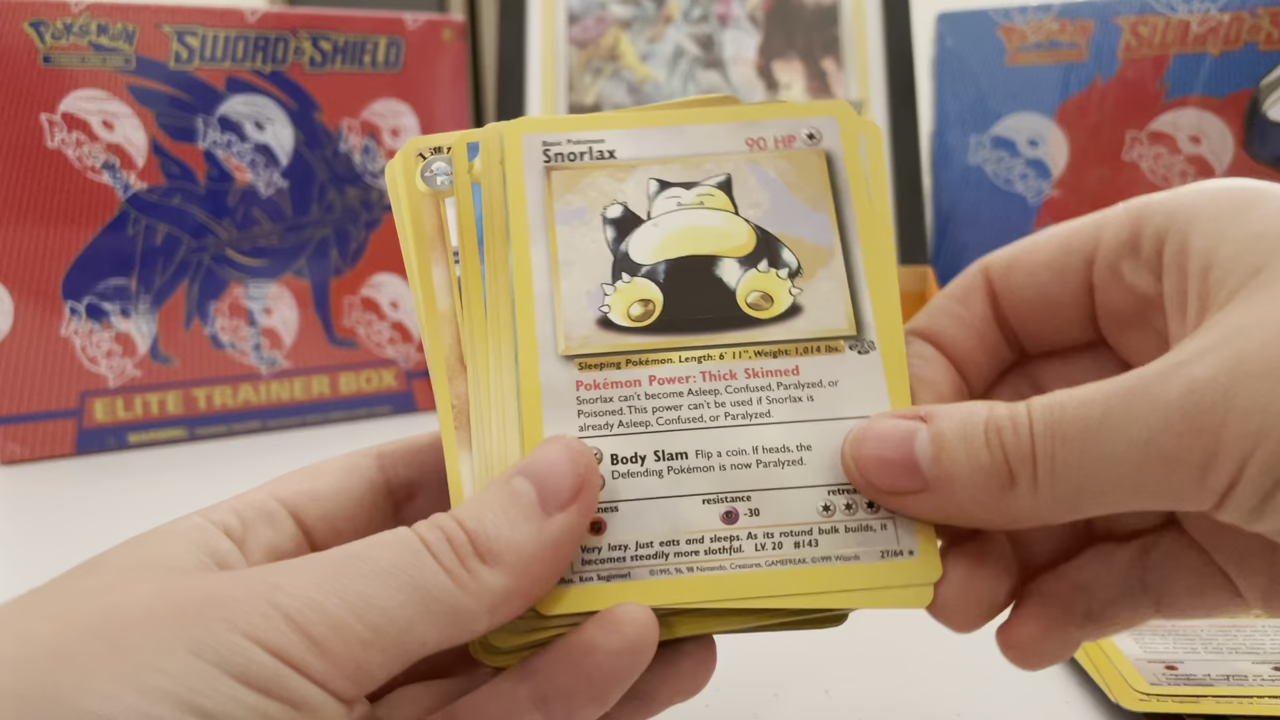 Pokémon
SWORD & SHIELD
ELITE TRAINER BOX
Basic Pokémon
Snorlax
90 HP
Sleeping Pokémon. Length: 6' 11", Weight: 1,014 lbs.
Pokémon Power: Thick Skinned
Snorlax can't become Asleep, Confused, Paralyzed, or
Poisoned. This power can't be used if Snorlax is
already Asleep, Confused, or Paralyzed.
Body Slam Flip a coin. If heads, the
Defending Pokémon is now Paralyzed.
resistance
-30
Very lazy. Just eats and sleeps. As its rotund bulk builds, it
becomes steadily more slothful. LV. 20 #143
Ken Sugimori
©1995, 96, 98 Nintendo, Creatures, GAMEFREAK. ©1999 Wizards
27/64 ★